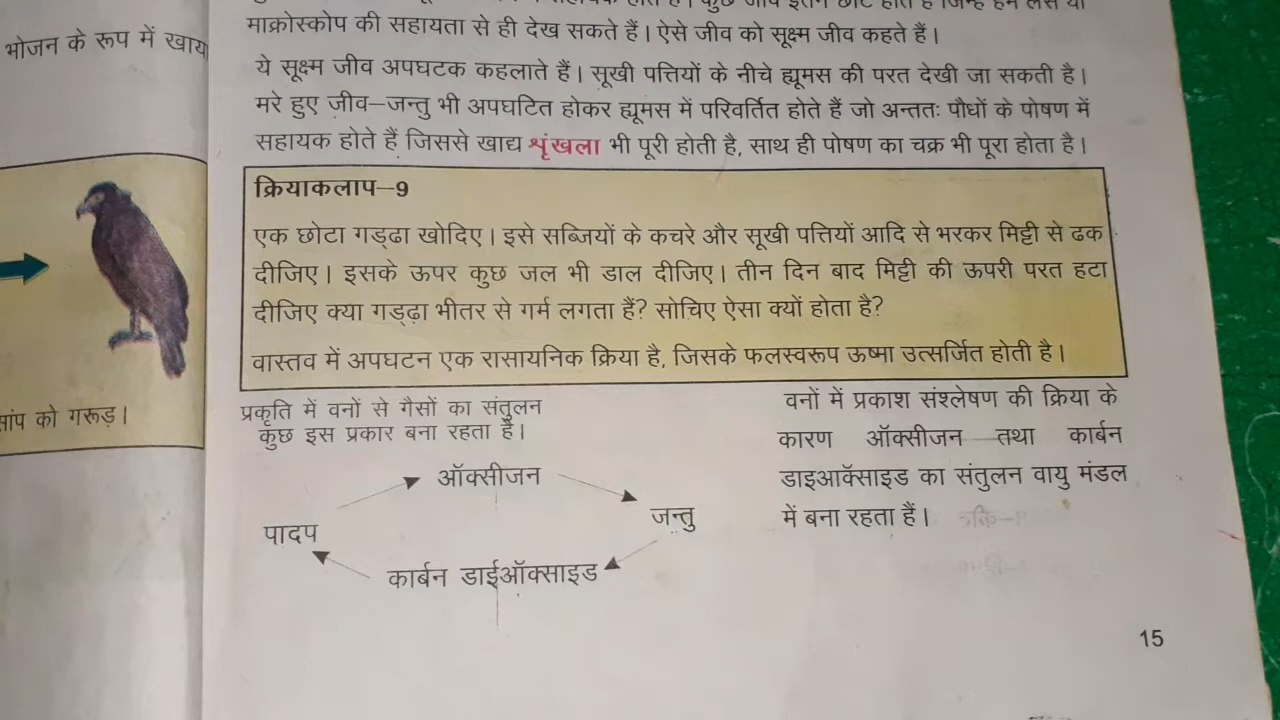 भोजन के रूप में खाया
सांप को गरूड़।
माक्रोस्कोप की सहायता से ही देख सकते हैं। ऐसे जीव को सूक्ष्म जीव कहते हैं।
ये सूक्ष्म जीव अपघटक कहलाते हैं। सूखी पत्तियों के नीचे ह्यूमस की परत देखी जा सकती है।
मरे हुए जीव–जन्तु भी अपघटित होकर ह्यूमस में परिवर्तित होते हैं जो अन्ततः पौधों के पोषण में
सहायक होते हैं जिससे खाद्य श्रृंखला भी पूरी होती है, साथ ही पोषण का चक्र भी पूरा होता है।
क्रियाकलाप–9
एक छोटा गड्ढा खोदिए। इसे सब्जियों के कचरे और सूखी पत्तियों आदि से भरकर मिट्टी से ढक
दीजिए। इसके ऊपर कुछ जल भी डाल दीजिए। तीन दिन बाद मिट्टी की ऊपरी परत हटा
दीजिए क्या गड्ढ़ा भीतर से गर्म लगता हैं? सोचिए ऐसा क्यों होता है?
वास्तव में अपघटन एक रासायनिक क्रिया है, जिसके फलस्वरूप ऊष्मा उत्सर्जित होती है।
प्रकृति में वनों से गैसों का संतुलन
कुछ इस प्रकार बना रहता है।
ऑक्सीजन
जन्तु
पादप
कार्बन डाईऑक्साइड
वनों में प्रकाश संश्लेषण की क्रिया के
कारण ऑक्सीजन तथा कार्बन
डाइआक्ॅसाइड का संतुलन वायु मंडल
में बना रहता हैं।
15